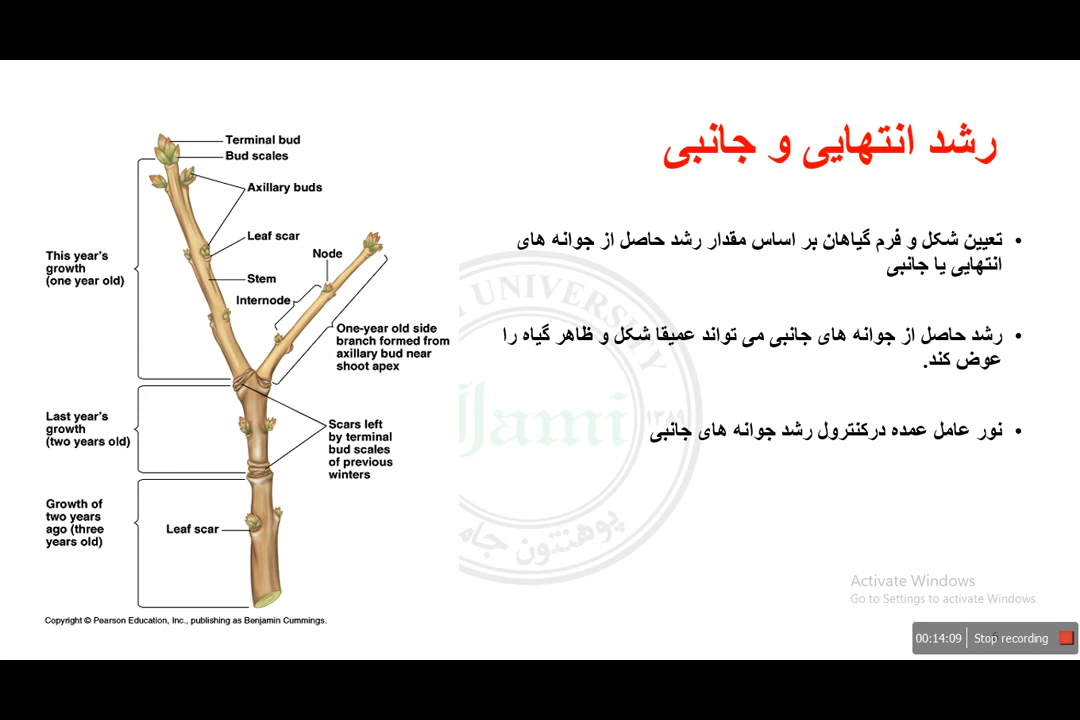 رشد انتهایی و جانبی
• تعیین شکل و فرم گیاهان بر اساس مقدار رشد حاصل از جوانه های
انتهایی یا جانبی
• رشد حاصل از جوانه های جانبی می تواند عمیقا شکل و ظاهر گیاه را
عوض کند.
• نور عامل عمده درکنترول رشد جوانه های جانبی
Terminal bud
Bud scales
Axillary buds
Leaf scar
Node
Stem
Internode
This year's
growth
(one year old)
One-year old side
branch formed from
axillary bud near
shoot apex
Last year's
growth
(two years old)
Scars left
by terminal
bud scales
of previous
winters
Growth of
two years
ago (three
years old)
Leaf scar
Copyright © Pearson Education, Inc., publishing as Benjamin Cummings.
UNIVERSITY
Jami
۱۳۸۹
پوهنتون جام
Activate Windows
Go to Settings to activate Windows.
00:14:09
Stop recording